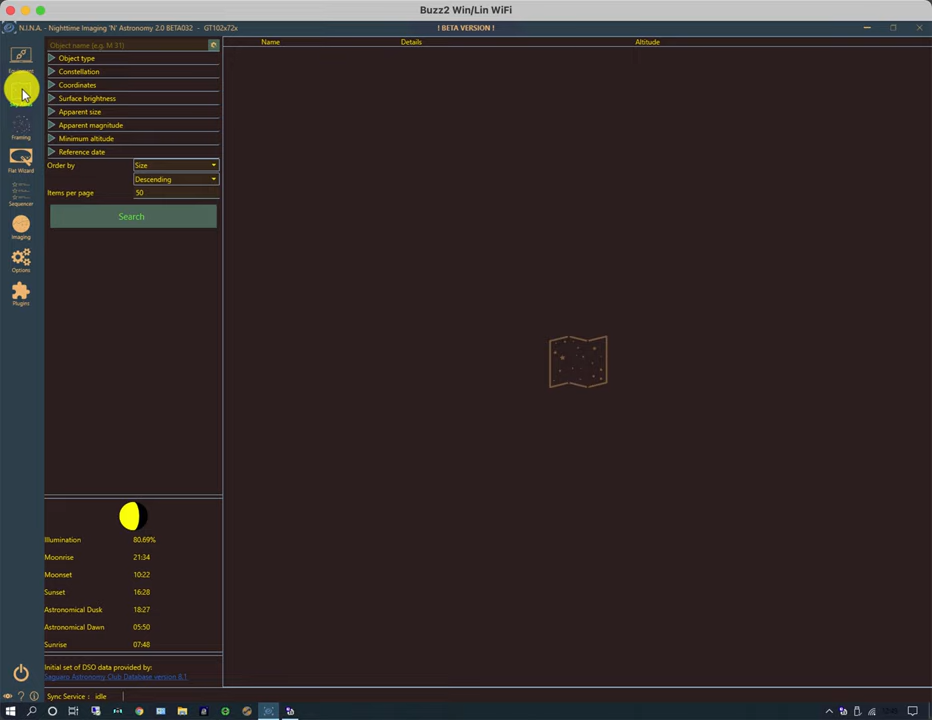 Buzz2 Win/Lin WiFi
N.I.N.A. - Nighttime Imaging 'N' Astronomy 2.0 BETA032 - GT102x72x
! BETA VERSION !
Object name (e.g. M 31)
Name Details Altitude
Object type
Constellation
Coordinates
Surface brightness
Apparent size
Apparent magnitude
Minimum altitude
Reference date
Order by Size
Descending
Items per page 50
Search
Framing
Flat Wizard
Sequencer
Imaging
Options
Plugins
Illumination 80.69%
Moonrise 21:34
Moonset 10:22
Sunset 16:28
Astronomical Dusk 18:27
Astronomical Dawn 05:50
Sunrise 07:48
Initial set of DSO data provided by:
Saguaro Astronomy Club Database version 8.1
Sync Service : idle